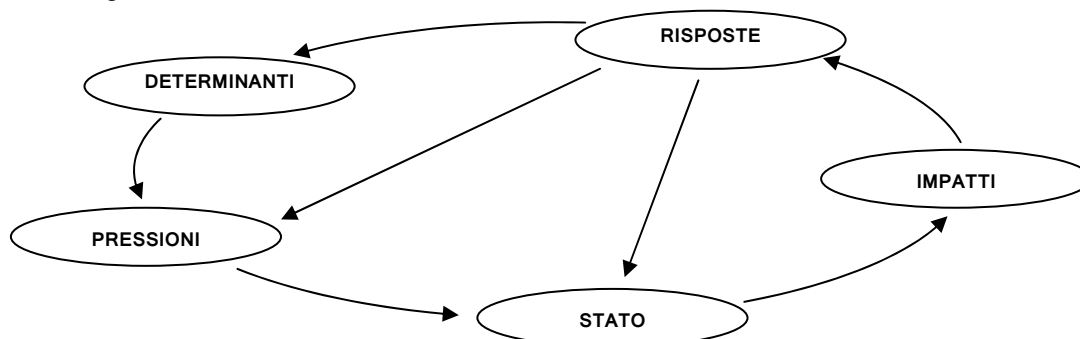 RISPOSTE
DETERMINANTI
IMPATTI
PRESSIONI
STATO